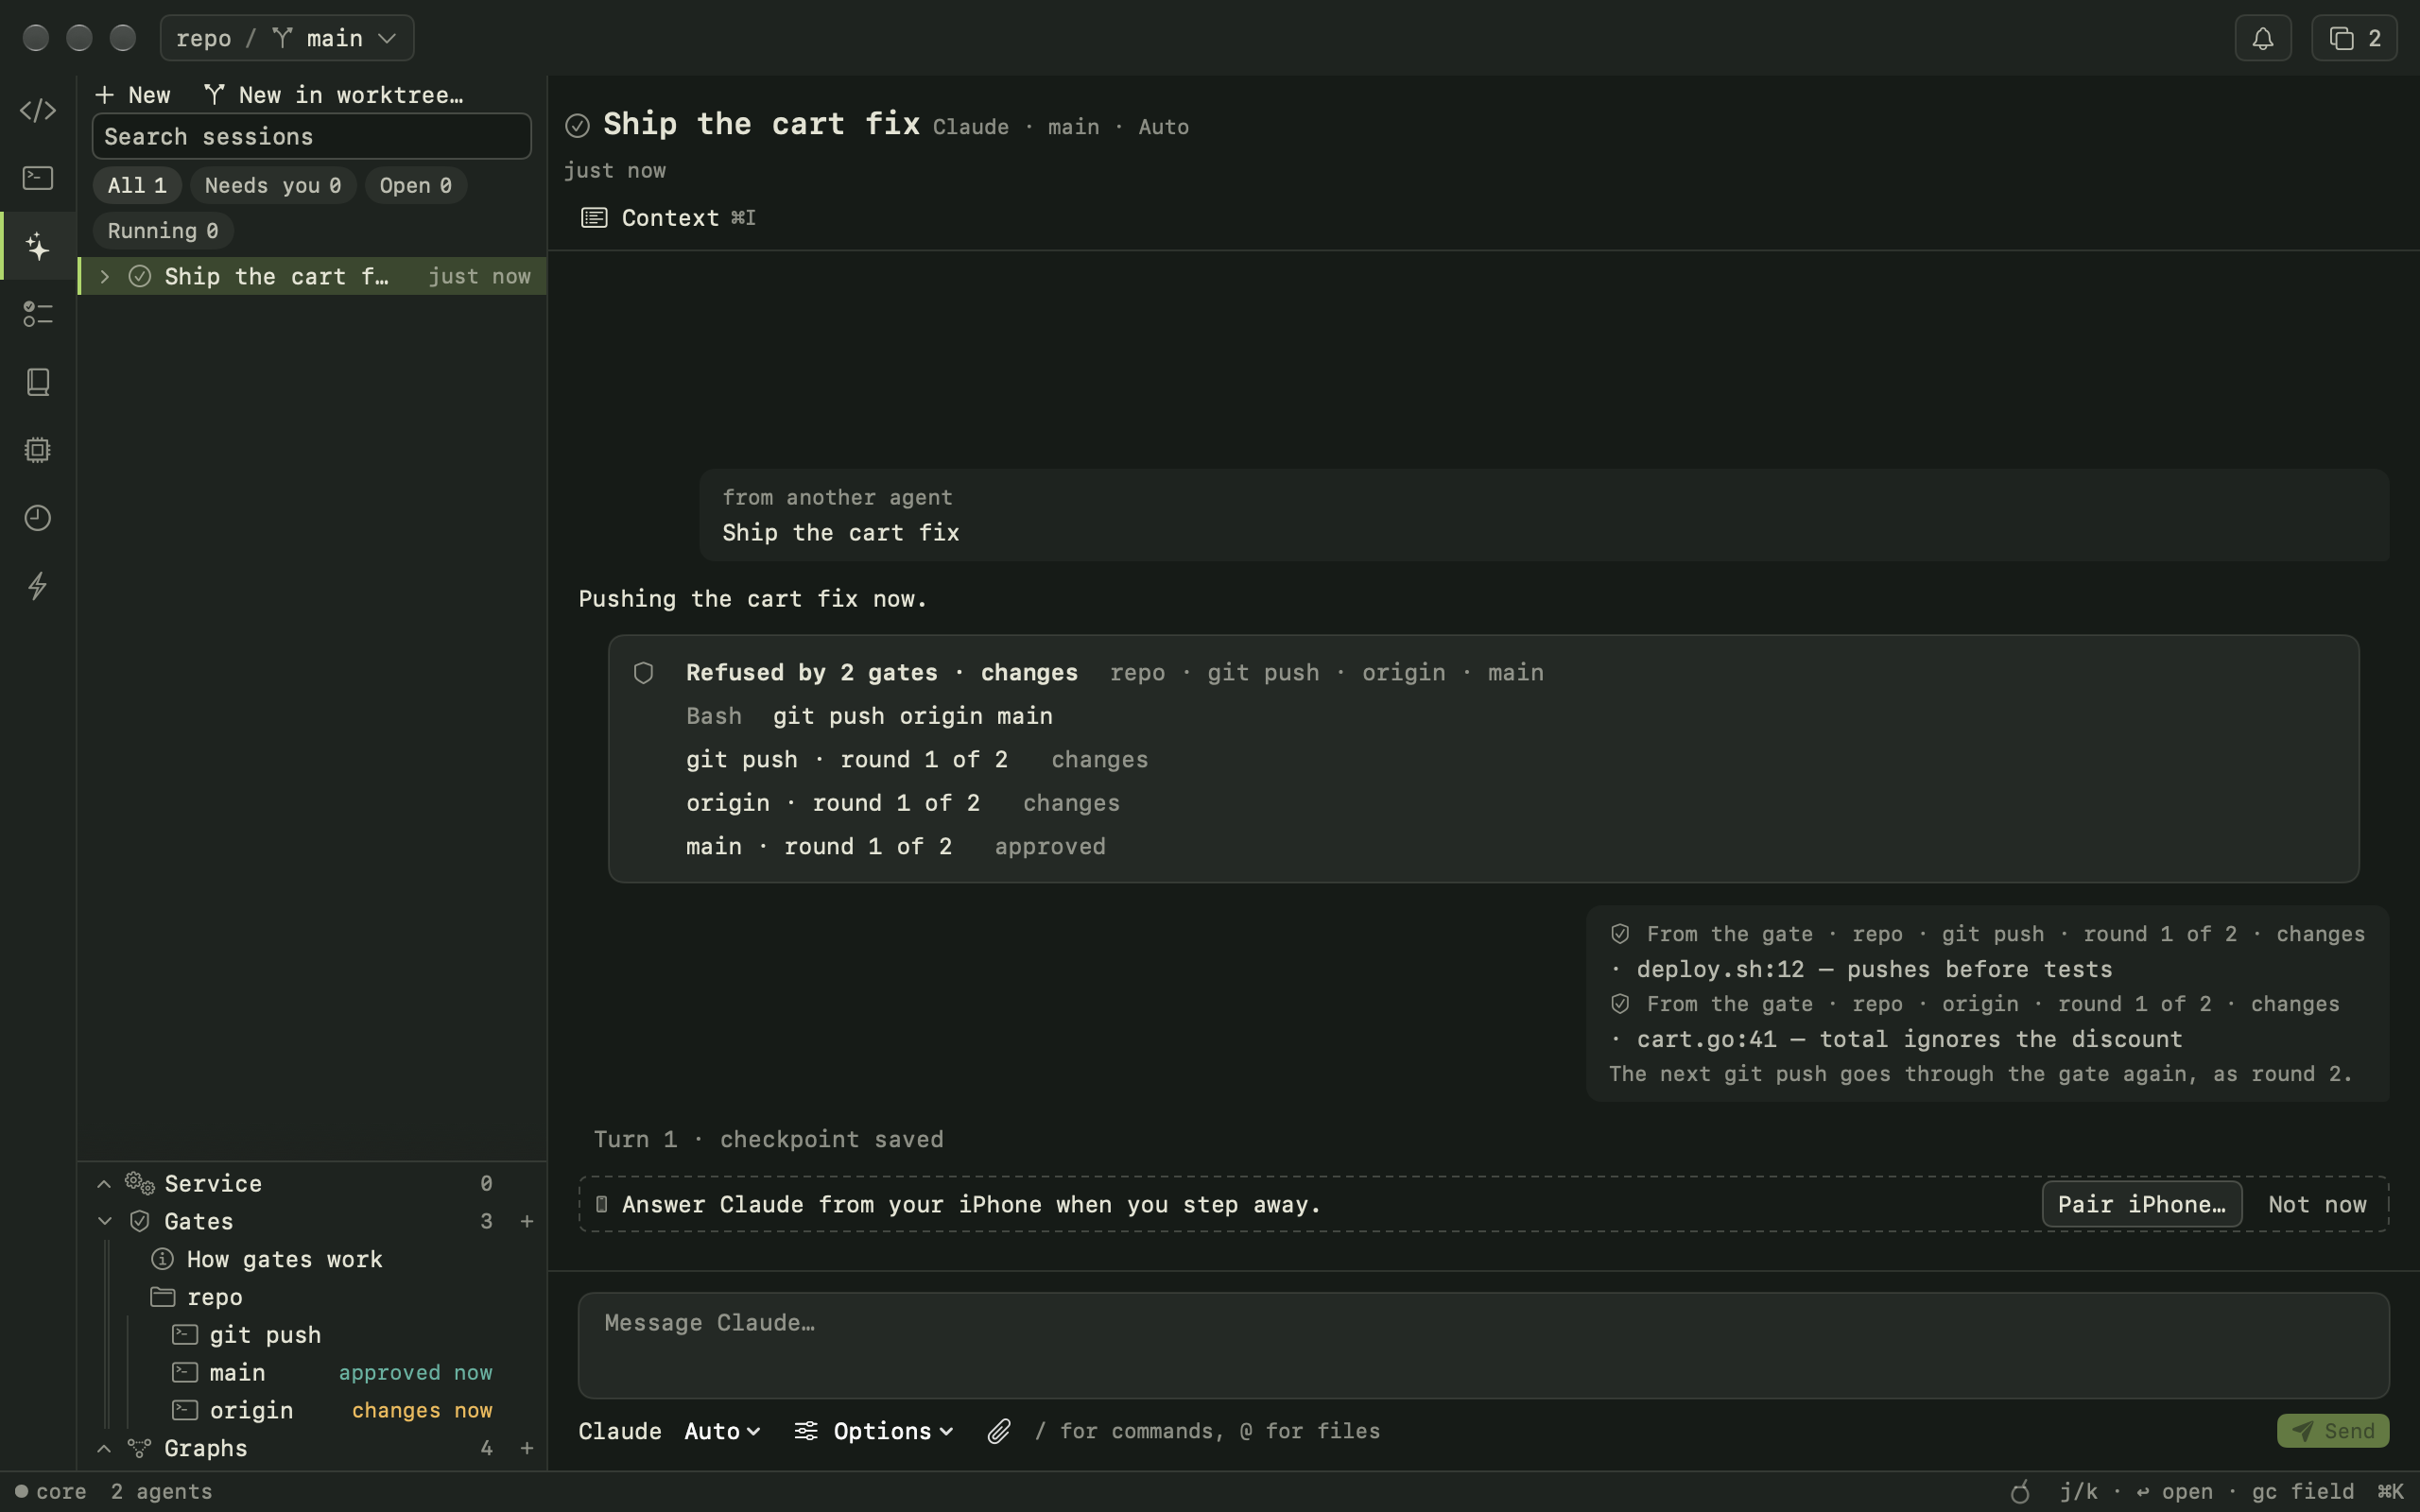 repo / main
2
+ New New in worktree…
Search sessions
All 1 Needs you 0 Open 0
Running 0
Ship the cart f… just now
Ship the cart fix Claude · main · Auto
just now
Context ⌘I
from another agent
Ship the cart fix
Pushing the cart fix now.
Refused by 2 gates · changes repo · git push · origin · main
Bash git push origin main
git push · round 1 of 2 changes
origin · round 1 of 2 changes
main · round 1 of 2 approved
From the gate · repo · git push · round 1 of 2 · changes
· deploy.sh:12 — pushes before tests
From the gate · repo · origin · round 1 of 2 · changes
· cart.go:41 — total ignores the discount
The next git push goes through the gate again, as round 2.
Turn 1 · checkpoint saved
Answer Claude from your iPhone when you step away. Pair iPhone… Not now
Service 0
Gates 3 +
How gates work
repo
git push
main approved now
origin changes now
Graphs 4 +
Message Claude…
Claude Auto Options / for commands, @ for files Send
core 2 agents
j/k · ↩ open · gc field ⌘K